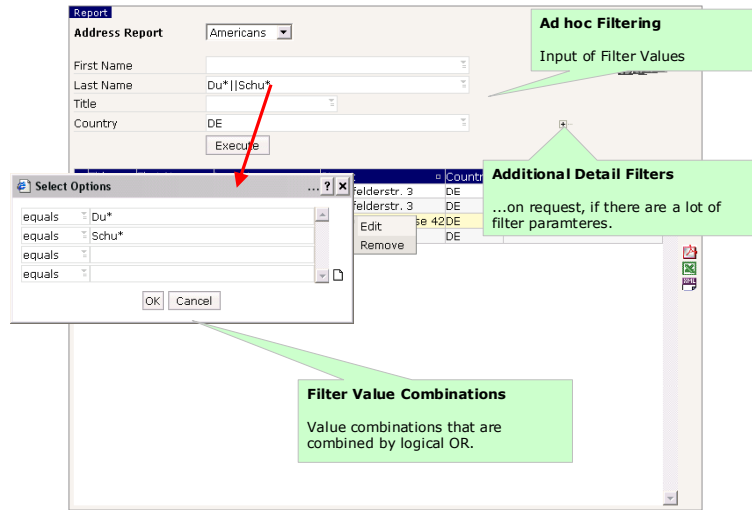 Report
Address Report
Americans
Ad hoc Filtering
Input of Filter Values
First Name
Last Name
Du*||Schu*
Title
Country
DE
Execute
Additional Detail Filters
...on request, if there are a lot of
filter paramteres.
Countr
felderstr. 3
DE
felderstr. 3
DE
se 42
DE
DE
Edit
Remove
Select Options
... ? ×
equals
Du*
equals
Schu*
equals
equals
OK
Cancel
XML
Filter Value Combinations
Value combinations that are
combined by logical OR.